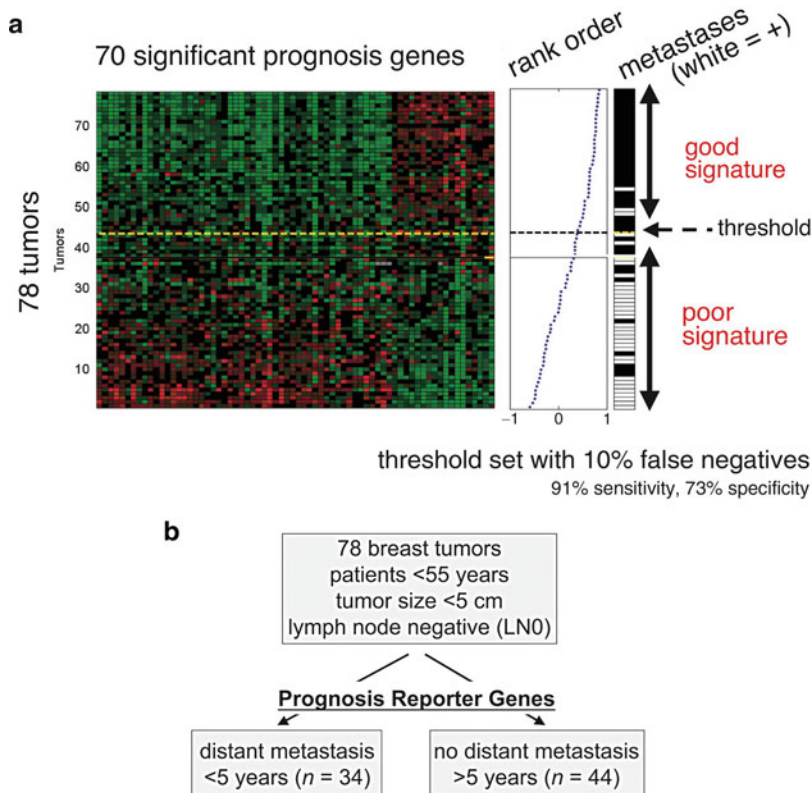 a
70 significant prognosis genes
rank order
metastases
(white = +)
78 tumors
Tumors
70
60
50
40
30
20
10
good
signature
threshold
poor
signature
−1 0 1
threshold set with 10% false negatives
91% sensitivity, 73% specificity
b
78 breast tumors
patients <55 years
tumor size <5 cm
lymph node negative (LN0)
Prognosis Reporter Genes
distant metastasis
<5 years (n = 34)
no distant metastasis
>5 years (n = 44)